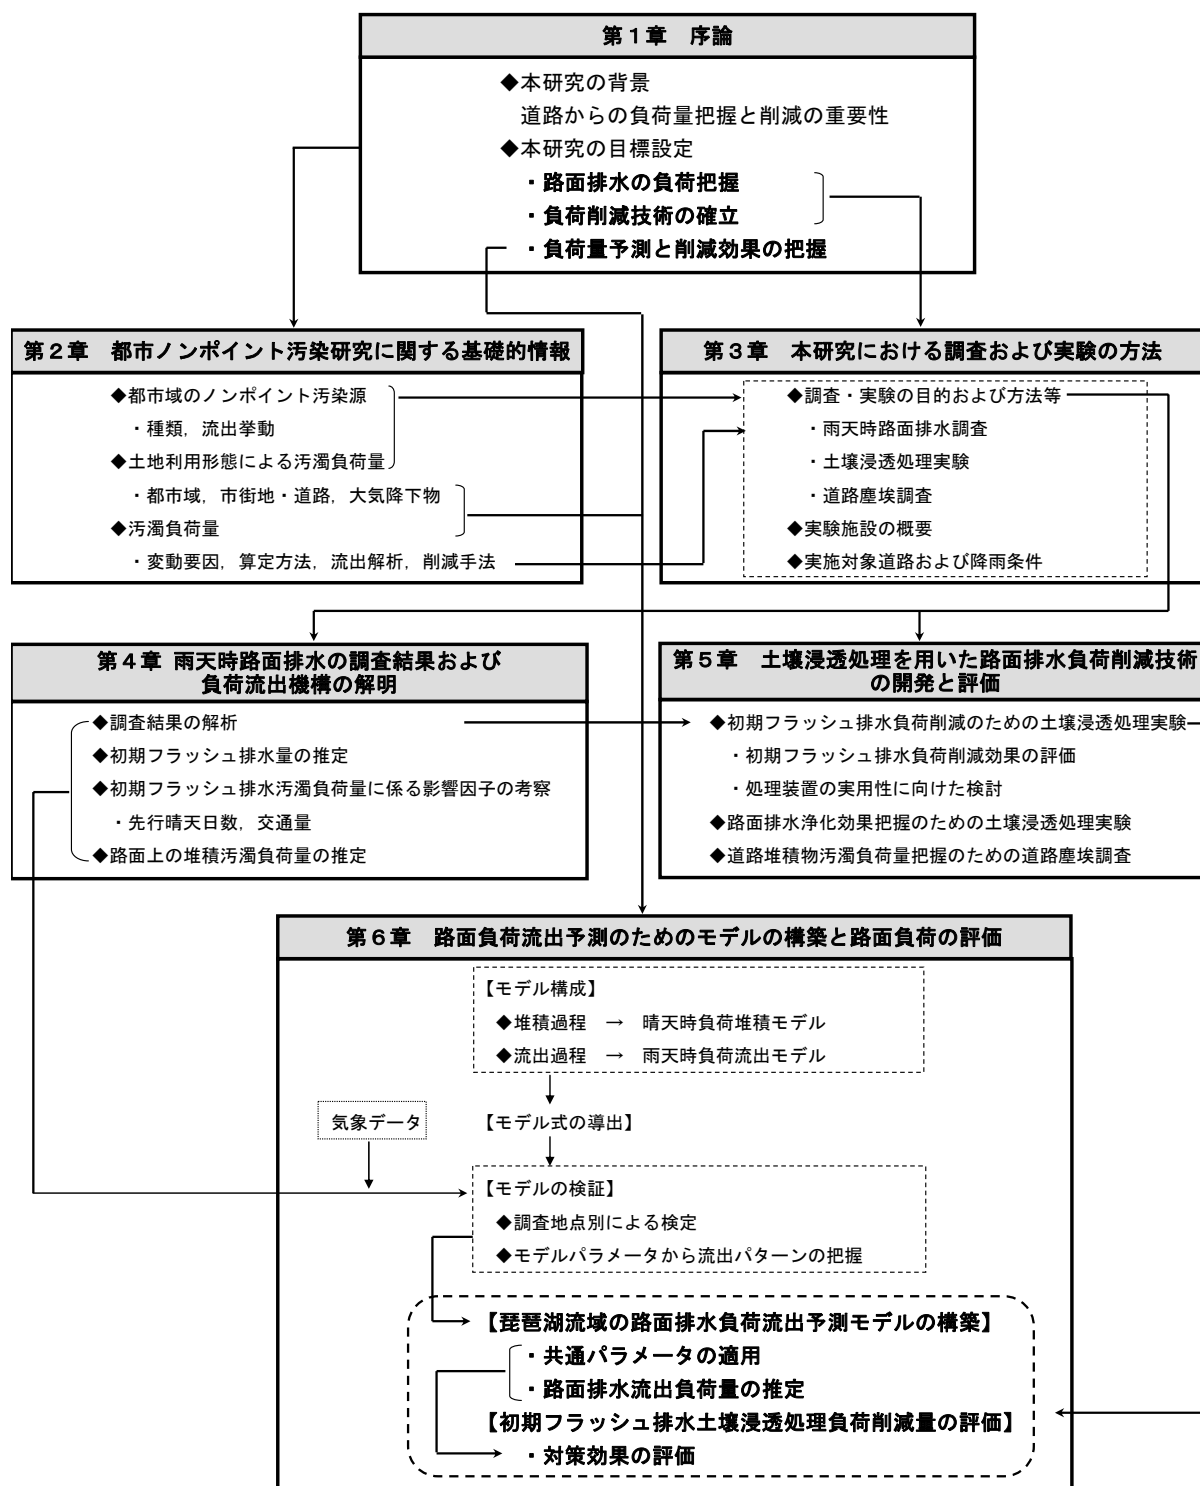 第１章　序論
◆本研究の背景
道路からの負荷量把握と削減の重要性
◆本研究の目標設定
・路面排水の負荷把握
・負荷削減技術の確立
・負荷量予測と削減効果の把握
第２章　都市ノンポイント汚染研究に関する基礎的情報
◆都市域のノンポイント汚染源
・種類，流出挙動
◆土地利用形態による汚濁負荷量
・都市域，市街地・道路，大気降下物
◆汚濁負荷量
・変動要因，算定方法，流出解析，削減手法
第３章　本研究における調査および実験の方法
◆調査・実験の目的および方法等
・雨天時路面排水調査
・土壌浸透処理実験
・道路塵埃調査
◆実験施設の概要
◆実施対象道路および降雨条件
第４章 雨天時路面排水の調査結果および
負荷流出機構の解明
◆調査結果の解析
◆初期フラッシュ排水量の推定
◆初期フラッシュ排水汚濁負荷量に係る影響因子の考察
・先行晴天日数，交通量
◆路面上の堆積汚濁負荷量の推定
第５章　土壌浸透処理を用いた路面排水負荷削減技術
の開発と評価
◆初期フラッシュ排水負荷削減のための土壌浸透処理実験
・初期フラッシュ排水負荷削減効果の評価
・処理装置の実用性に向けた検討
◆路面排水浄化効果把握のための土壌浸透処理実験
◆道路堆積物汚濁負荷量把握のための道路塵埃調査
第６章　路面負荷流出予測のためのモデルの構築と路面負荷の評価
【モデル構成】
◆堆積過程　→　晴天時負荷堆積モデル
◆流出過程　→　雨天時負荷流出モデル
気象データ
【モデル式の導出】
【モデルの検証】
◆調査地点別による検定
◆モデルパラメータから流出パターンの把握
【琵琶湖流域の路面排水負荷流出予測モデルの構築】
・共通パラメータの適用
・路面排水流出負荷量の推定
【初期フラッシュ排水土壌浸透処理負荷削減量の評価】
・対策効果の評価